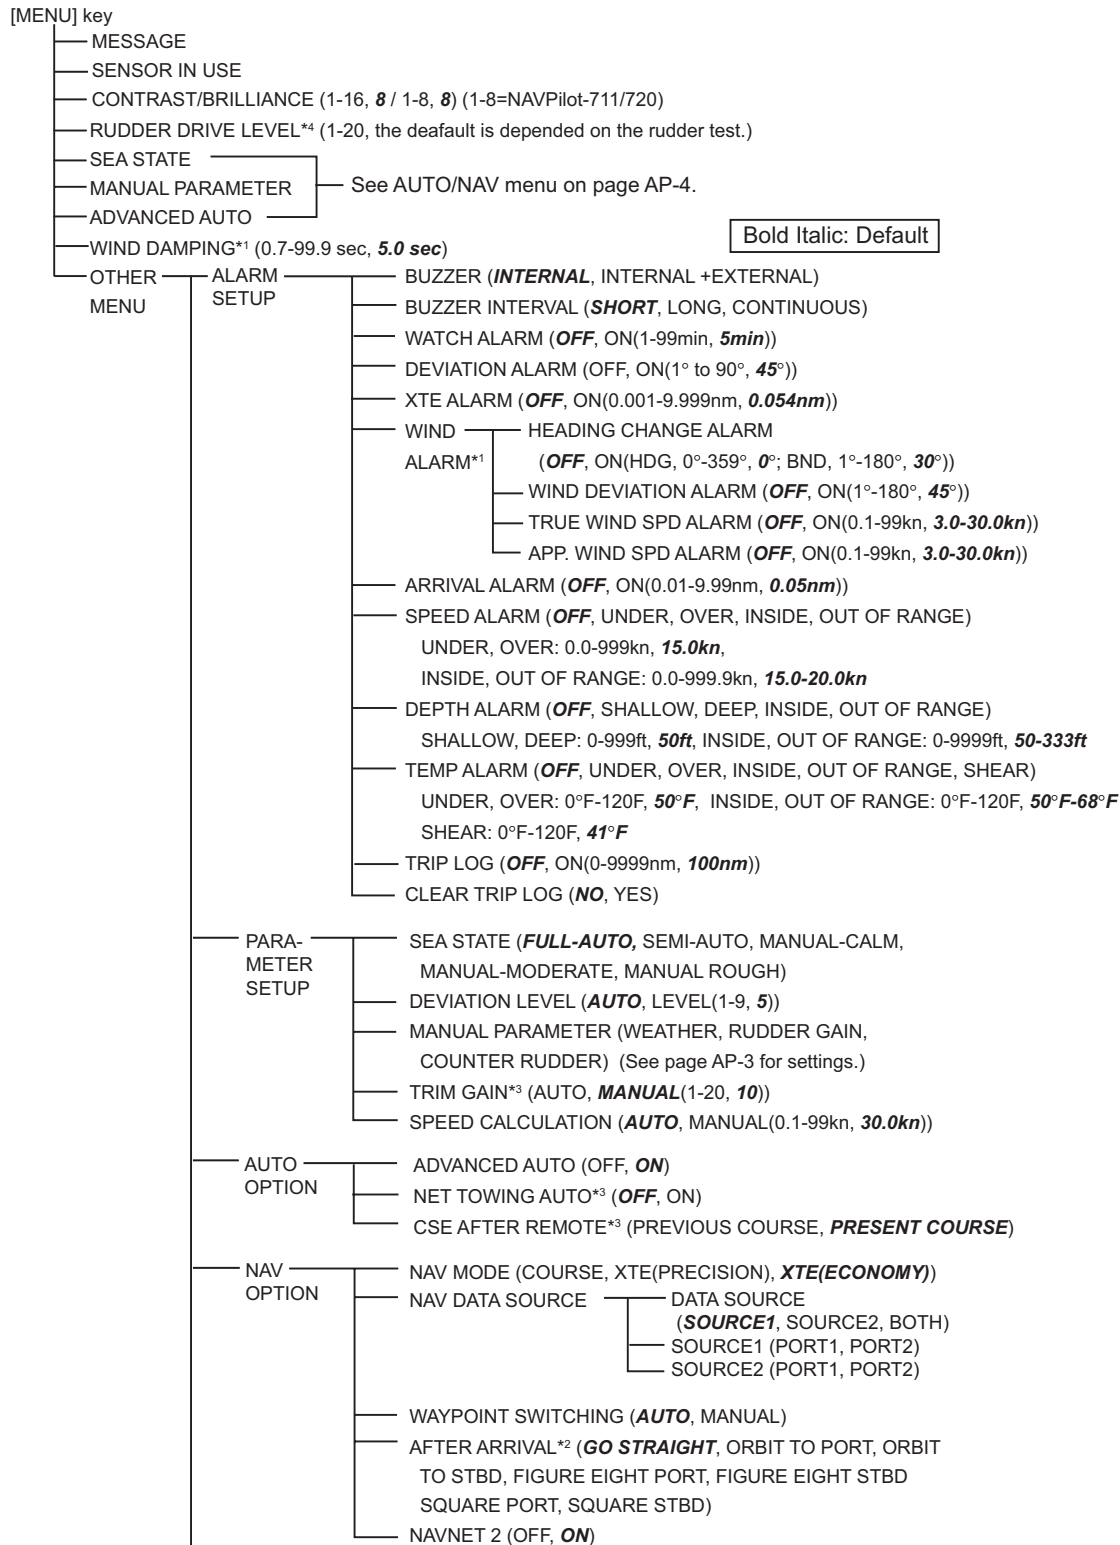 [MENU] key
MESSAGE
SENSOR IN USE
CONTRAST/BRILLIANCE (1-16, 8 / 1-8, 8) (1-8=NAVPilot-711/720)
RUDDER DRIVE LEVEL*4 (1-20, the deafault is depended on the rudder test.)
SEA STATE
MANUAL PARAMETER
See AUTO/NAV menu on page AP-4.
ADVANCED AUTO
WIND DAMPING*1 (0.7-99.9 sec, 5.0 sec)
Bold Italic: Default
OTHER
MENU
ALARM
SETUP
BUZZER (INTERNAL, INTERNAL +EXTERNAL)
BUZZER INTERVAL (SHORT, LONG, CONTINUOUS)
WATCH ALARM (OFF, ON(1-99min, 5min))
DEVIATION ALARM (OFF, ON(1° to 90°, 45°))
XTE ALARM (OFF, ON(0.001-9.999nm, 0.054nm))
WIND
ALARM*1
HEADING CHANGE ALARM
(OFF, ON(HDG, 0°-359°, 0°; BND, 1°-180°, 30°))
WIND DEVIATION ALARM (OFF, ON(1°-180°, 45°))
TRUE WIND SPD ALARM (OFF, ON(0.1-99kn, 3.0-30.0kn))
APP. WIND SPD ALARM (OFF, ON(0.1-99kn, 3.0-30.0kn))
ARRIVAL ALARM (OFF, ON(0.01-9.99nm, 0.05nm))
SPEED ALARM (OFF, UNDER, OVER, INSIDE, OUT OF RANGE)
UNDER, OVER: 0.0-999kn, 15.0kn,
INSIDE, OUT OF RANGE: 0.0-999.9kn, 15.0-20.0kn
DEPTH ALARM (OFF, SHALLOW, DEEP, INSIDE, OUT OF RANGE)
SHALLOW, DEEP: 0-999ft, 50ft, INSIDE, OUT OF RANGE: 0-9999ft, 50-333ft
TEMP ALARM (OFF, UNDER, OVER, INSIDE, OUT OF RANGE, SHEAR)
UNDER, OVER: 0°F-120F, 50°F, INSIDE, OUT OF RANGE: 0°F-120F, 50°F-68°F
SHEAR: 0°F-120F, 41°F
TRIP LOG (OFF, ON(0-9999nm, 100nm))
CLEAR TRIP LOG (NO, YES)
PARA-
METER
SETUP
SEA STATE (FULL-AUTO, SEMI-AUTO, MANUAL-CALM,
MANUAL-MODERATE, MANUAL ROUGH)
DEVIATION LEVEL (AUTO, LEVEL(1-9, 5))
MANUAL PARAMETER (WEATHER, RUDDER GAIN,
COUNTER RUDDER) (See page AP-3 for settings.)
TRIM GAIN*3 (AUTO, MANUAL(1-20, 10))
SPEED CALCULATION (AUTO, MANUAL(0.1-99kn, 30.0kn))
AUTO
OPTION
ADVANCED AUTO (OFF, ON)
NET TOWING AUTO*3 (OFF, ON)
CSE AFTER REMOTE*3 (PREVIOUS COURSE, PRESENT COURSE)
NAV
OPTION
NAV MODE (COURSE, XTE(PRECISION), XTE(ECONOMY))
NAV DATA SOURCE
DATA SOURCE
(SOURCE1, SOURCE2, BOTH)
SOURCE1 (PORT1, PORT2)
SOURCE2 (PORT1, PORT2)
WAYPOINT SWITCHING (AUTO, MANUAL)
AFTER ARRIVAL*2 (GO STRAIGHT, ORBIT TO PORT, ORBIT
TO STBD, FIGURE EIGHT PORT, FIGURE EIGHT STBD
SQUARE PORT, SQUARE STBD)
NAVNET 2 (OFF, ON)